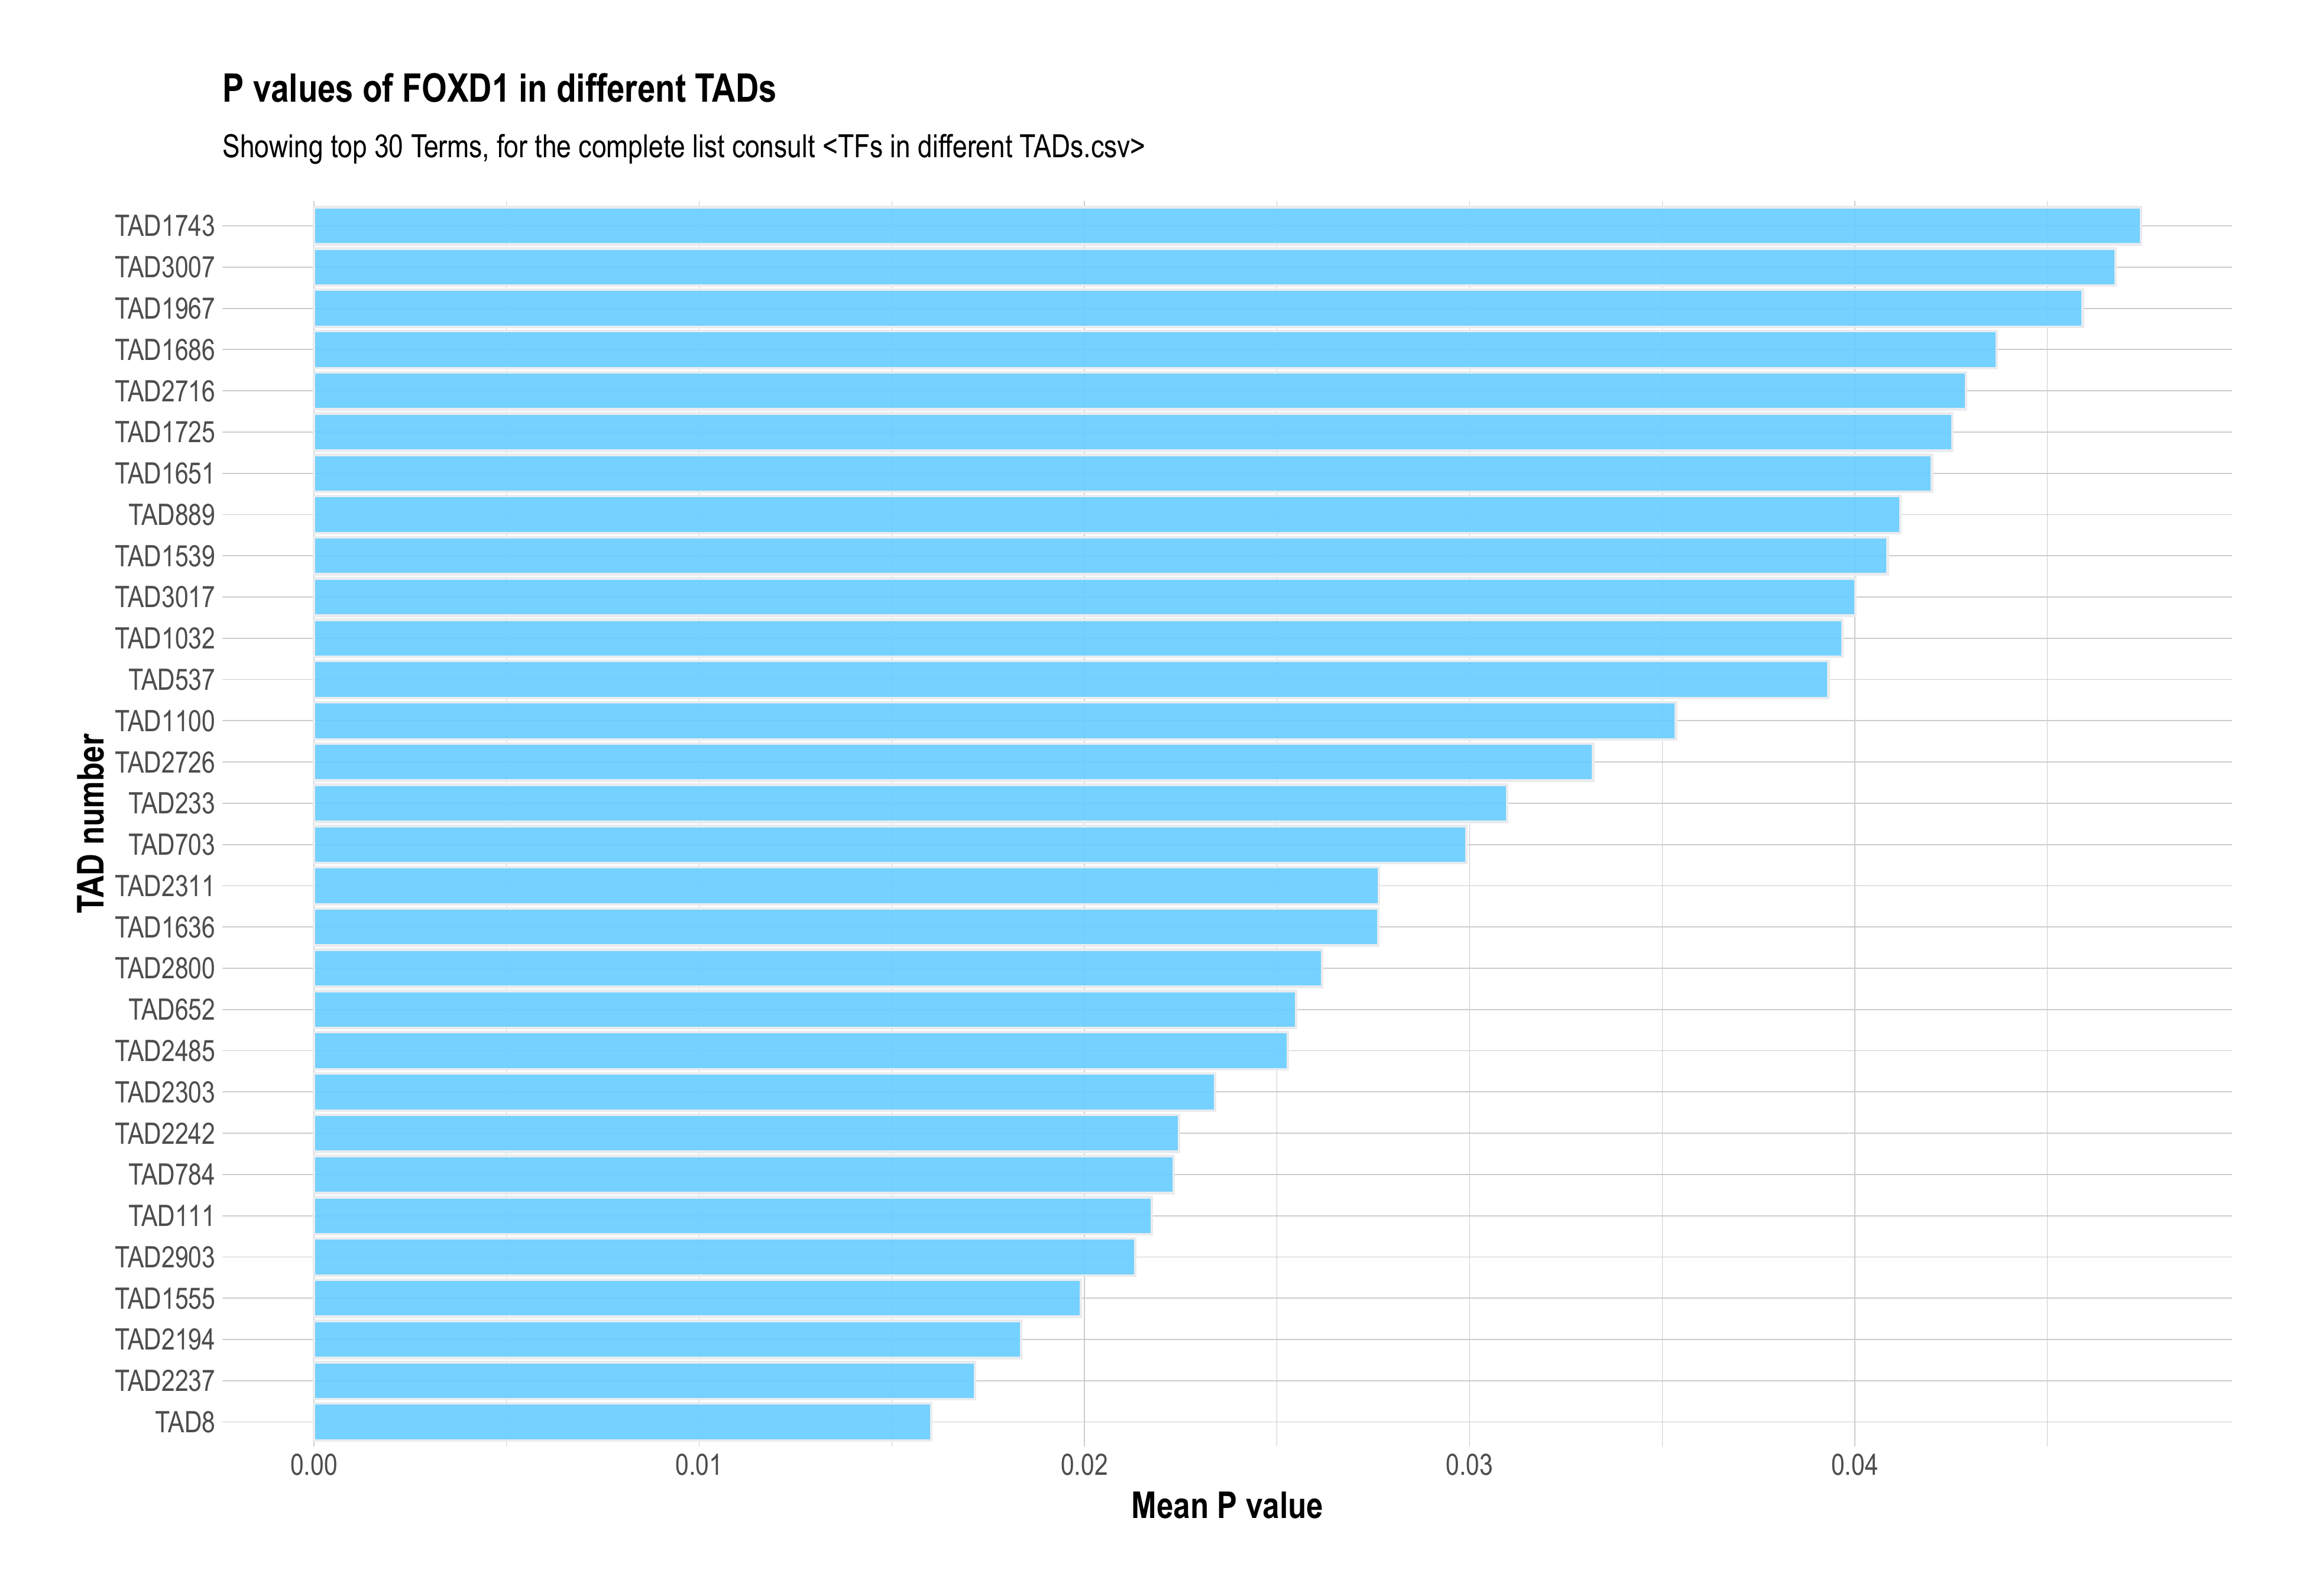 P values of FOXD1 in different TADs
Showing top 30 Terms, for the complete list consult <TFs in different TADs.csv>
TAD number
TAD1743
TAD3007
TAD1967
TAD1686
TAD2716
TAD1725
TAD1651
TAD889
TAD1539
TAD3017
TAD1032
TAD537
TAD1100
TAD2726
TAD233
TAD703
TAD2311
TAD1636
TAD2800
TAD652
TAD2485
TAD2303
TAD2242
TAD784
TAD111
TAD2903
TAD1555
TAD2194
TAD2237
TAD8
0.00 0.01 0.02 0.03 0.04
Mean P value